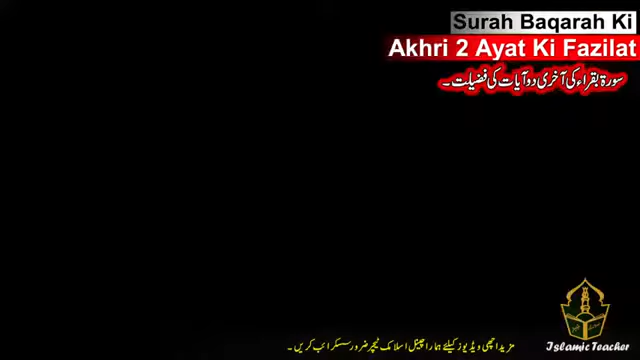 Surah Baqarah Ki
Akhri 2 Ayat Ki Fazilat
سورۃ بقراء کی آخری دو آیات کی فضیلت ۔
مزید اچھی ویڈیوز کیلئے ہمارا چینل اسلامک ٹیچر ضرور سبسکرائب کریں ۔
Islamic Teacher